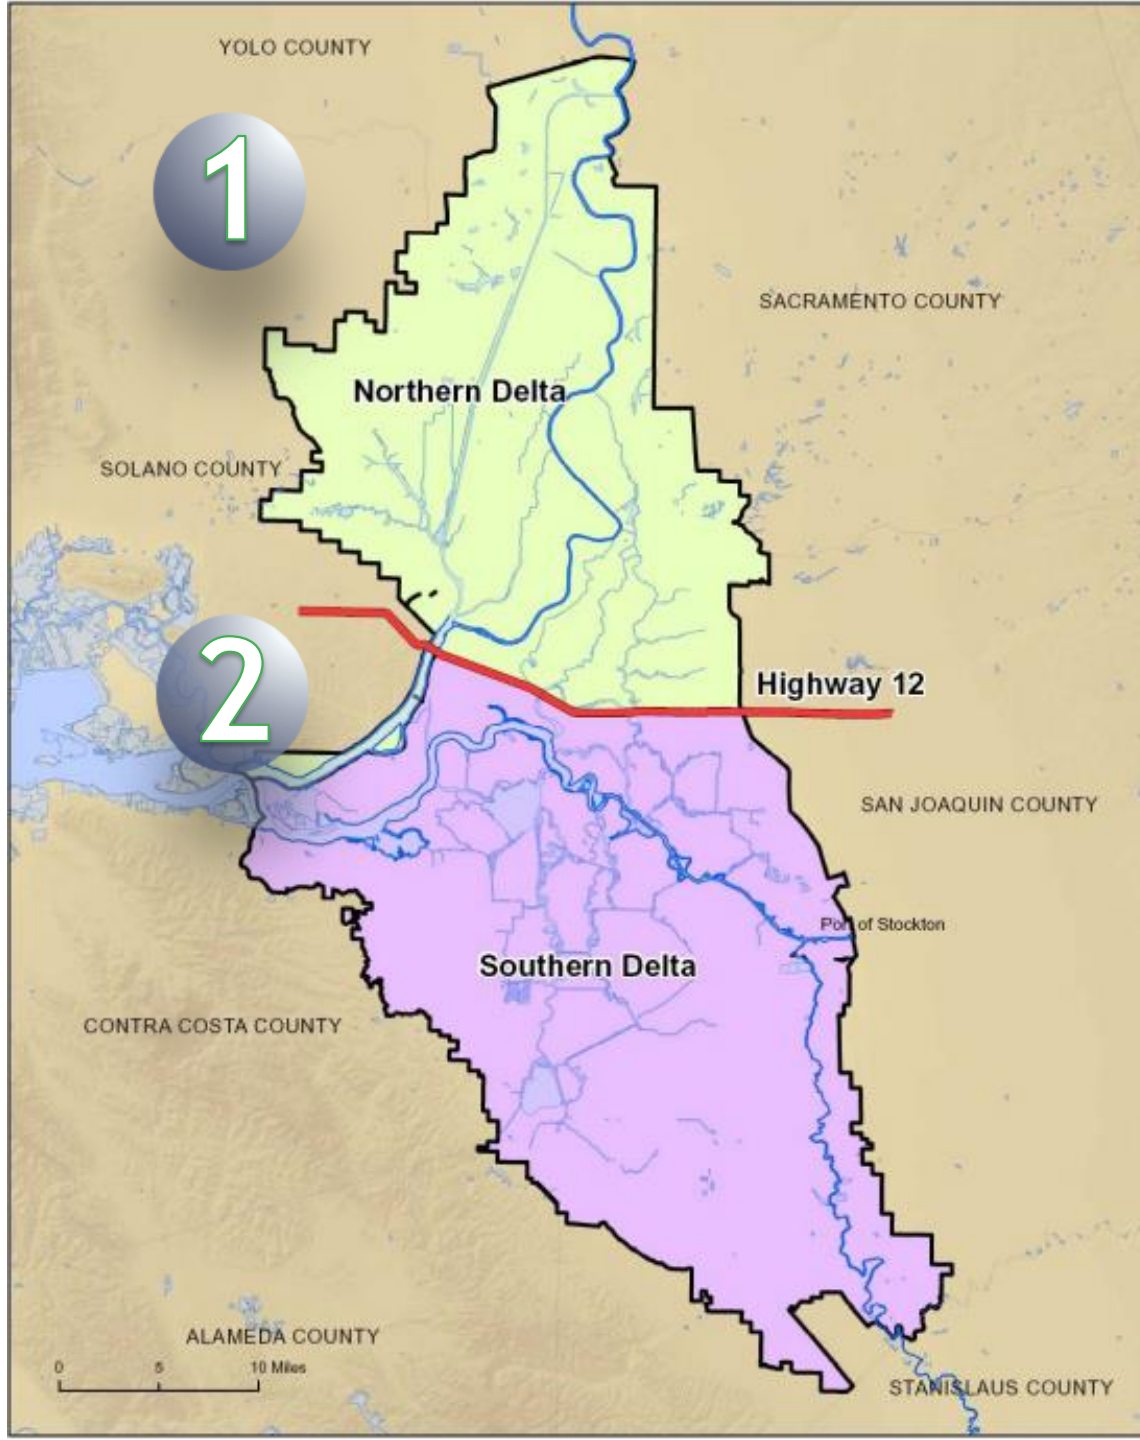 YOLO COUNTY
1
SACRAMENTO COUNTY
Northern Delta
SOLANO COUNTY
2
Highway 12
SAN JOAQUIN COUNTY
Port of Stockton
Southern Delta
CONTRA COSTA COUNTY
ALAMEDA COUNTY
0 5 10 Miles
STANISLAUS COUNTY